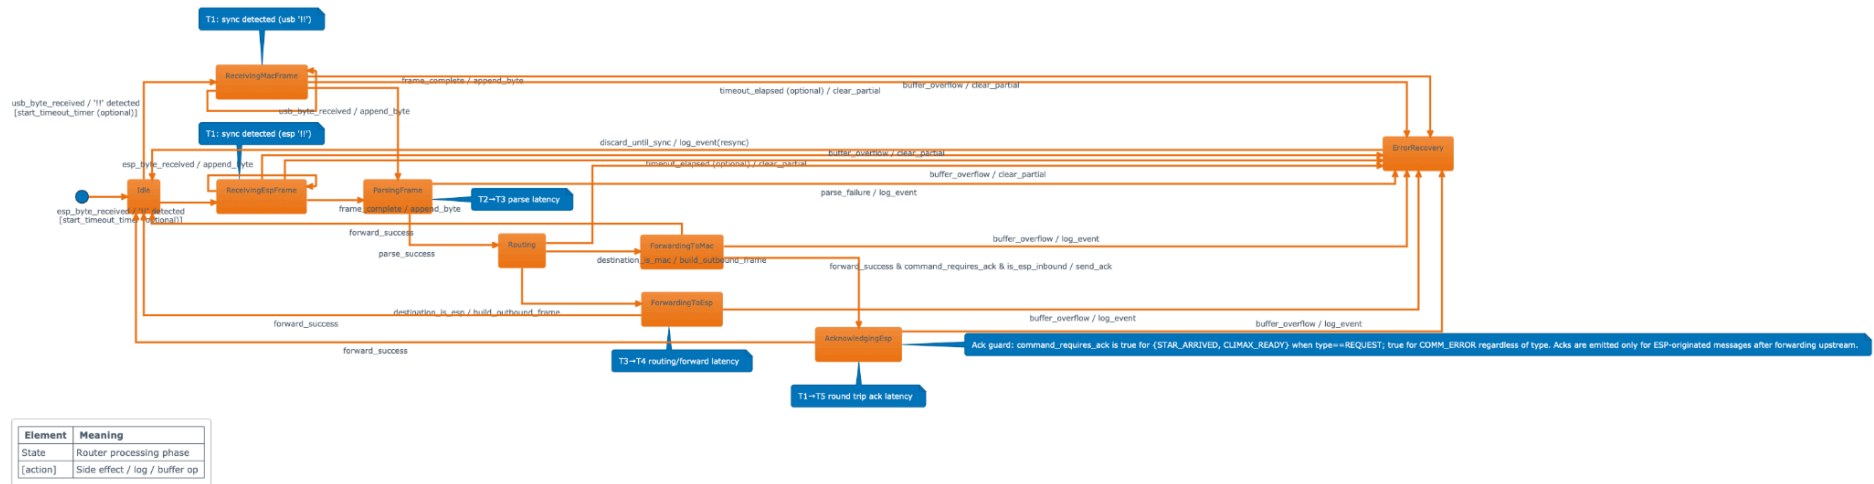 T1: sync detected (usb '!!')
ReceivingMacFrame
frame_complete / append_byte
buffer_overflow / clear_partial
timeout_elapsed (optional) / clear_partial
usb_byte_received / '!!' detected
[start_timeout_timer (optional)]
usb_byte_received / append_byte
T1: sync detected (esp '!!')
discard_until_sync / log_event(resync)
ErrorRecovery
buffer_overflow / clear_partial
esp_byte_received / append_byte
timeout_elapsed (optional) / clear_partial
buffer_overflow / clear_partial
Idle
ReceivingEspFrame
ParsingFrame
parse_failure / log_event
T2→T3 parse latency
esp_byte_received / '!!' detected
[start_timeout_timer (optional)]
frame_complete / append_byte
forward_success
buffer_overflow / log_event
Routing
ForwardingToMac
parse_success
destination_is_mac / build_outbound_frame
forward_success & command_requires_ack & is_esp_inbound / send_ack
ForwardingToEsp
destination_is_esp / build_outbound_frame
buffer_overflow / log_event
forward_success
buffer_overflow / log_event
AcknowledgingEsp
Ack guard: command_requires_ack is true for {STAR_ARRIVED, CLIMAX_READY} when type==REQUEST; true for COMM_ERROR regardless of type. Acks are emitted only for ESP-originated messages after forwarding upstream.
forward_success
T3→T4 routing/forward latency
T1→T5 round trip ack latency
Element Meaning
State Router processing phase
[action] Side effect / log / buffer op